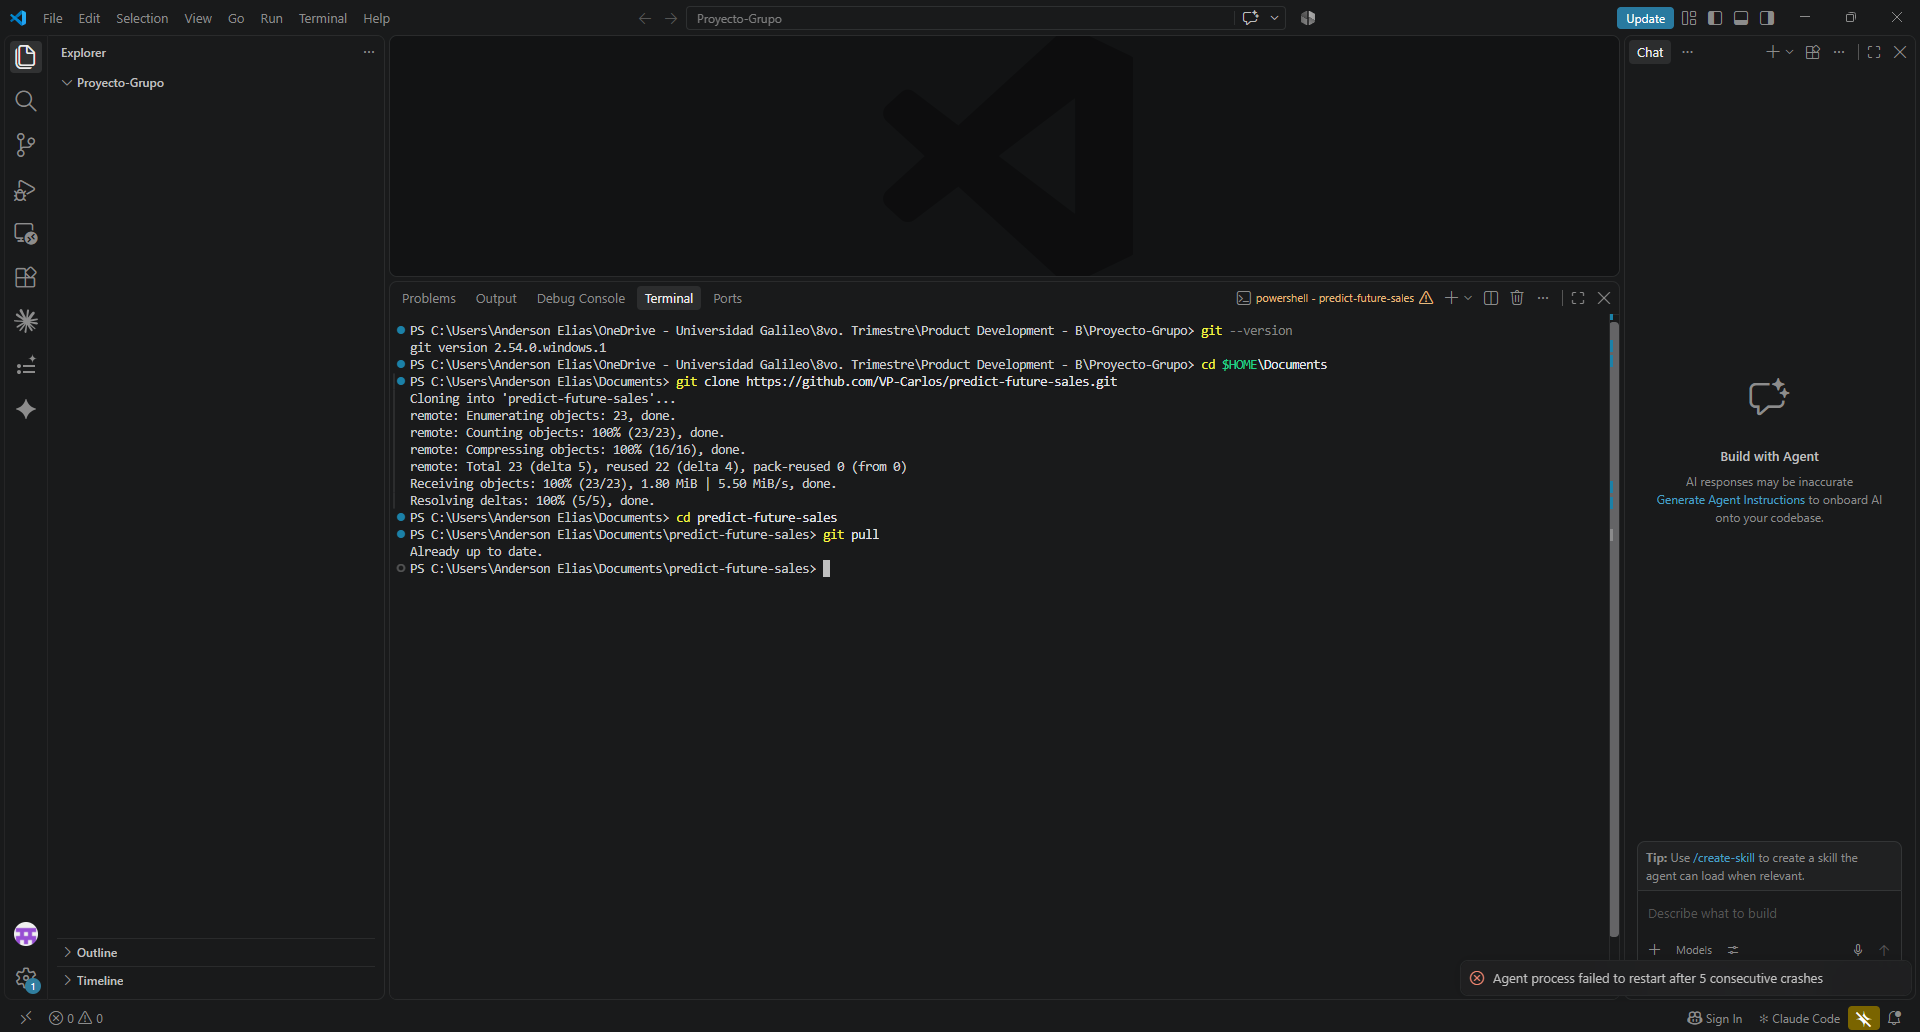 File Edit Selection View Go Run Terminal Help
Proyecto-Grupo
Update
Explorer
Proyecto-Grupo
Problems Output Debug Console Terminal Ports
powershell - predict-future-sales
PS C:\Users\Anderson Elias\OneDrive - Universidad Galileo\8vo. Trimestre\Product Development - B\Proyecto-Grupo> git --version
git version 2.54.0.windows.1
PS C:\Users\Anderson Elias\OneDrive - Universidad Galileo\8vo. Trimestre\Product Development - B\Proyecto-Grupo> cd $HOME\Documents
PS C:\Users\Anderson Elias\Documents> git clone https://github.com/VP-Carlos/predict-future-sales.git
Cloning into 'predict-future-sales'...
remote: Enumerating objects: 23, done.
remote: Counting objects: 100% (23/23), done.
remote: Compressing objects: 100% (16/16), done.
remote: Total 23 (delta 5), reused 22 (delta 4), pack-reused 0 (from 0)
Receiving objects: 100% (23/23), 1.80 MiB | 5.50 MiB/s, done.
Resolving deltas: 100% (5/5), done.
PS C:\Users\Anderson Elias\Documents> cd predict-future-sales
PS C:\Users\Anderson Elias\Documents\predict-future-sales> git pull
Already up to date.
PS C:\Users\Anderson Elias\Documents\predict-future-sales>
Chat
Build with Agent
AI responses may be inaccurate
Generate Agent Instructions to onboard AI
onto your codebase.
Tip: Use /create-skill to create a skill the
agent can load when relevant.
Describe what to build
Models
Agent process failed to restart after 5 consecutive crashes
Outline
Timeline
1
0 0
Sign In Claude Code